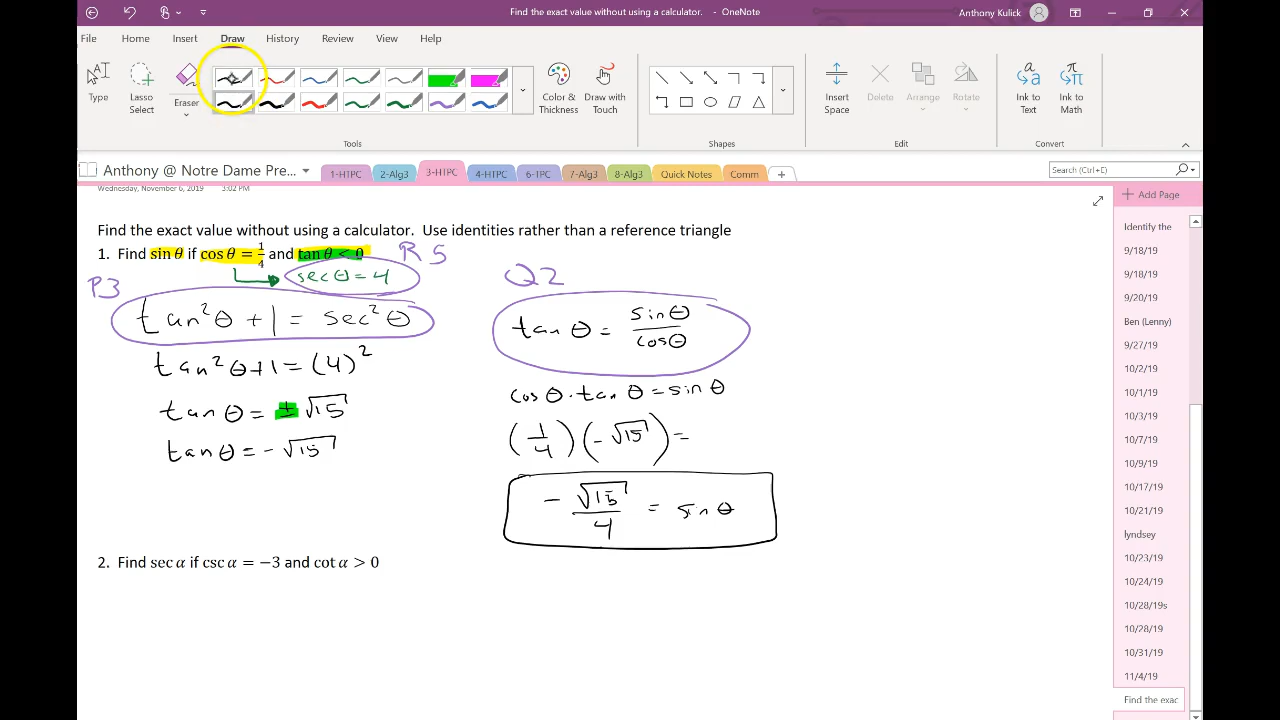 Find the exact value without using a calculator. - OneNote
Anthony Kulick
File Home Insert Draw History Review View Help
Type
Lasso Select
Eraser
Color & Thickness
Draw with Touch
Insert Space
Delete
Arrange
Rotate
Ink to Text
Ink to Math
Tools
Shapes
Edit
Convert
Anthony @ Notre Dame Pre...
1-H1PC
2-Alg3
3-H1PC
4-H1PC
6-1PC
7-Alg3
8-Alg3
Quick Notes
Comm
Search (Ctrl+E)
Wednesday, November 6, 2019 3:02 PM
Find the exact value without using a calculator. Use identities rather than a reference triangle
1. Find sin θ if cos θ = 1/4 and tan θ < 0
R5
sec θ = 4
P3
tan²θ + 1 = sec²θ
tan²θ + 1 = (4)²
tan θ = ± √15
tan θ = - √15
Q2
tan θ = sin θ / cos θ
cos θ · tan θ = sin θ
(1/4)(- √15) =
- √15/4 = sin θ
2. Find sec α if csc α = −3 and cot α > 0
Add Page
Identify the
9/18/19
9/18/19
9/20/19
Ben (Lenny)
9/27/19
10/2/19
10/1/19
10/3/19
10/7/19
10/9/19
10/17/19
10/21/19
lyndsey
10/23/19
10/24/19
10/28/19s
10/28/19
10/31/19
11/4/19
Find the exac